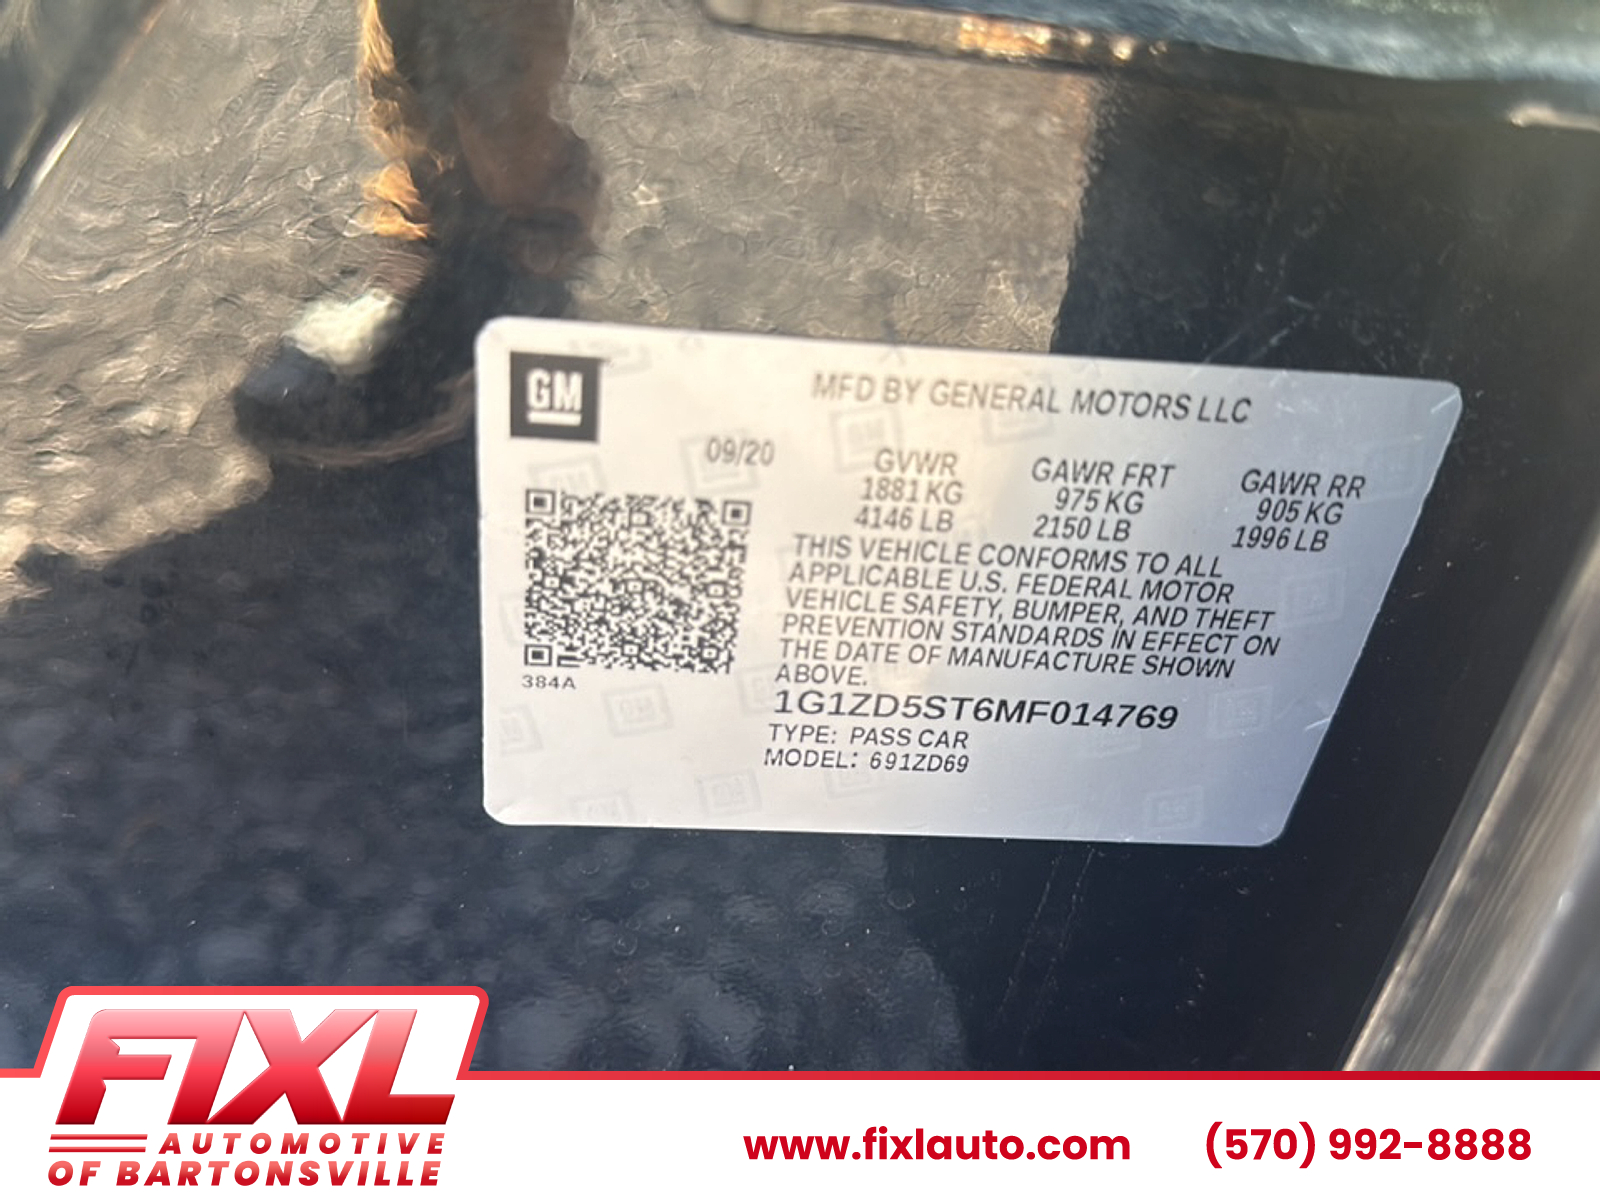 GM
MFD BY GENERAL MOTORS LLC
09/20
GVWR GAWR FRT GAWR RR
1881 KG 975 KG 905 KG
4146 LB 2150 LB 1996 LB
THIS VEHICLE CONFORMS TO ALL
APPLICABLE U.S. FEDERAL MOTOR
VEHICLE SAFETY, BUMPER, AND THEFT
PREVENTION STANDARDS IN EFFECT ON
THE DATE OF MANUFACTURE SHOWN
ABOVE.
384A
1G1ZD5ST6MF014769
TYPE: PASS CAR
MODEL: 691ZD69
FIXL
AUTOMOTIVE
OF BARTONSVILLE
www.fixlauto.com (570) 992-8888